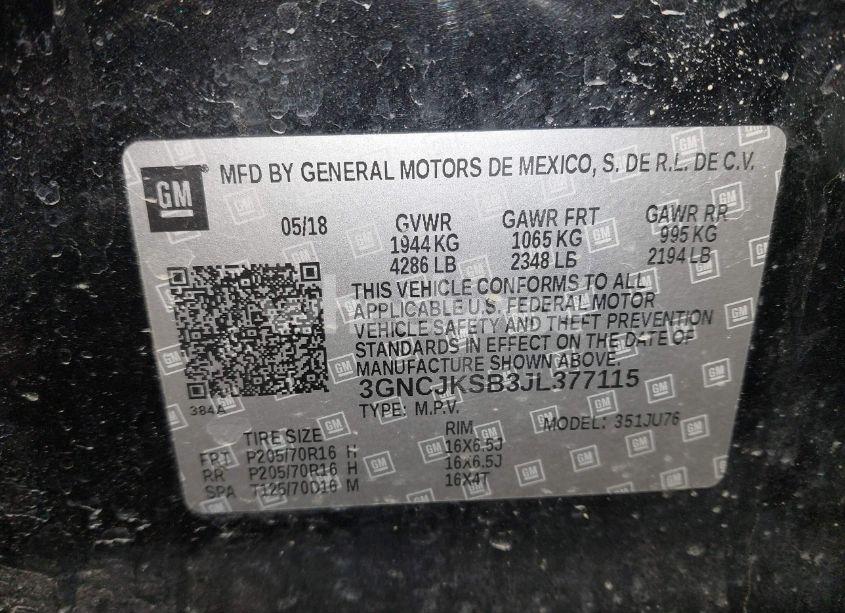 GM ® MFD BY GENERAL MOTORS DE MEXICO, S. DE R.L. DE C.V.
05/18 GVWR GAWR FRT GAWR RR
1944 KG 1065 KG 995 KG
4286 LB 2348 LB 2194 LB
THIS VEHICLE CONFORMS TO ALL
APPLICABLE U.S. FEDERAL MOTOR
VEHICLE SAFETY AND THEFT PREVENTION
STANDARDS IN EFFECT ON THE DATE OF
MANUFACTURE SHOWN ABOVE.
3GNCJKSB3JL377115
384A TYPE: M.P.V. MODEL: 351JU76
TIRE SIZE RIM
FRT P205/70R16 H 16X6.5J
RR P205/70R16 H 16X6.5J
SPA T125/70D16 M 16X4T